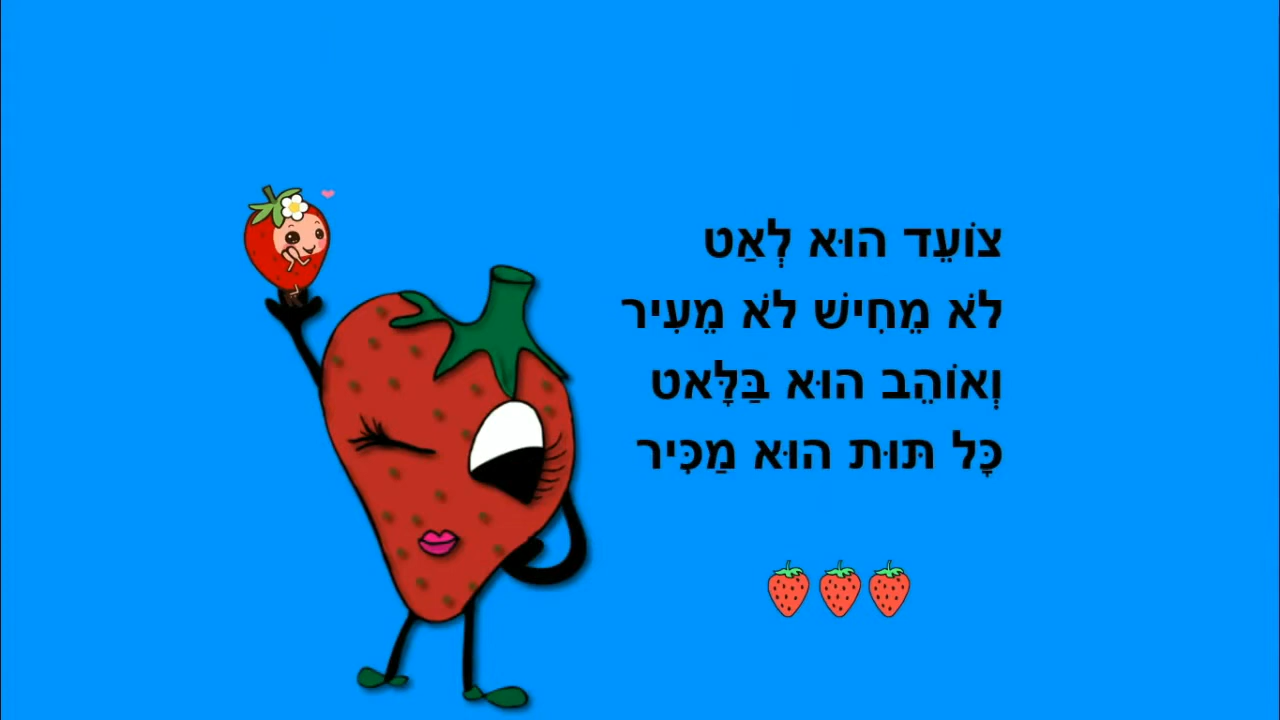 צוֹעֵד הוּא לְאַט
לֹא מֵחִישׁ לֹא מֵעִיר
וְאוֹהֵב הוּא בַּלָּאט
כָּל תּוּת הוּא מַכִּיר